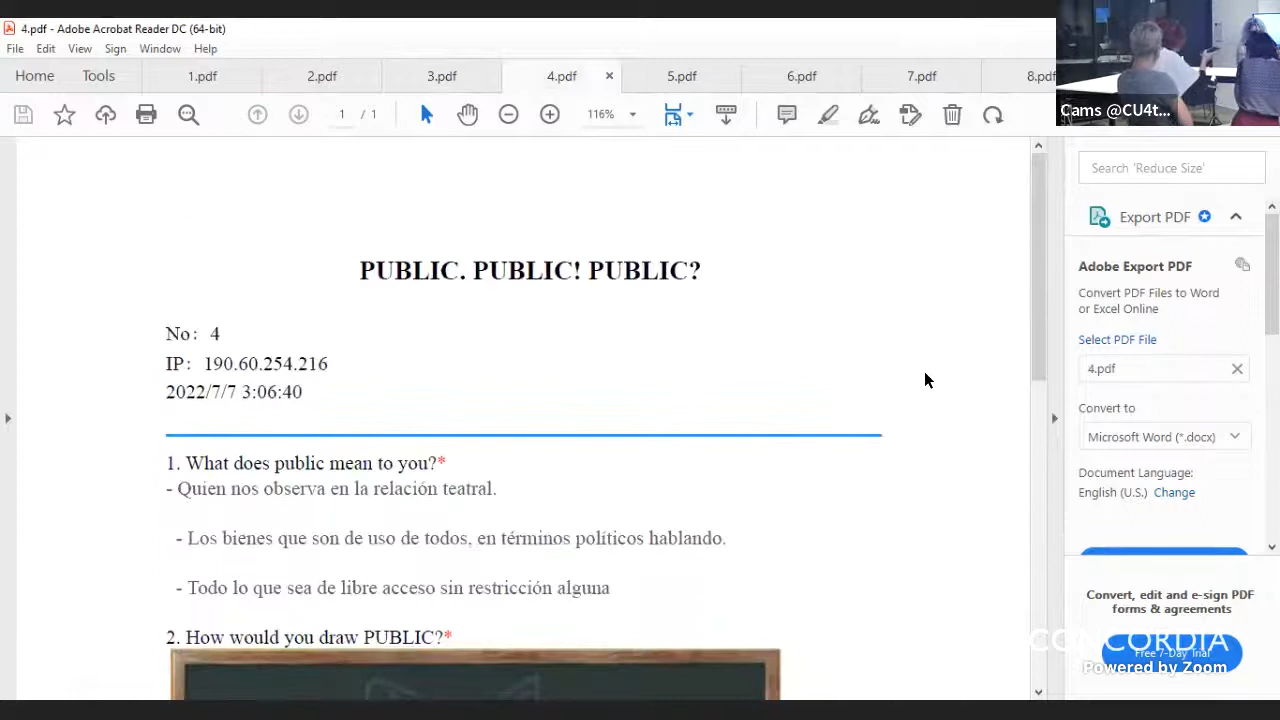 4.pdf - Adobe Acrobat Reader DC (64-bit)
File Edit View Sign Window Help
Home Tools 1.pdf 2.pdf 3.pdf 4.pdf × 5.pdf 6.pdf 7.pdf 8.pdf
1 / 1 116%
Cams @CU4t...
Search 'Reduce Size'
Export PDF
Adobe Export PDF
Convert PDF Files to Word
or Excel Online
Select PDF File
4.pdf
Convert to
Microsoft Word (*.docx)
Document Language:
English (U.S.) Change
Convert, edit and e-sign PDF
forms & agreements
Free 7-Day Trial
CONCORDIA
Powered by Zoom
PUBLIC. PUBLIC! PUBLIC?
No: 4
IP: 190.60.254.216
2022/7/7 3:06:40
1. What does public mean to you?*
- Quien nos observa en la relación teatral.
- Los bienes que son de uso de todos, en términos políticos hablando.
- Todo lo que sea de libre acceso sin restricción alguna
2. How would you draw PUBLIC?*